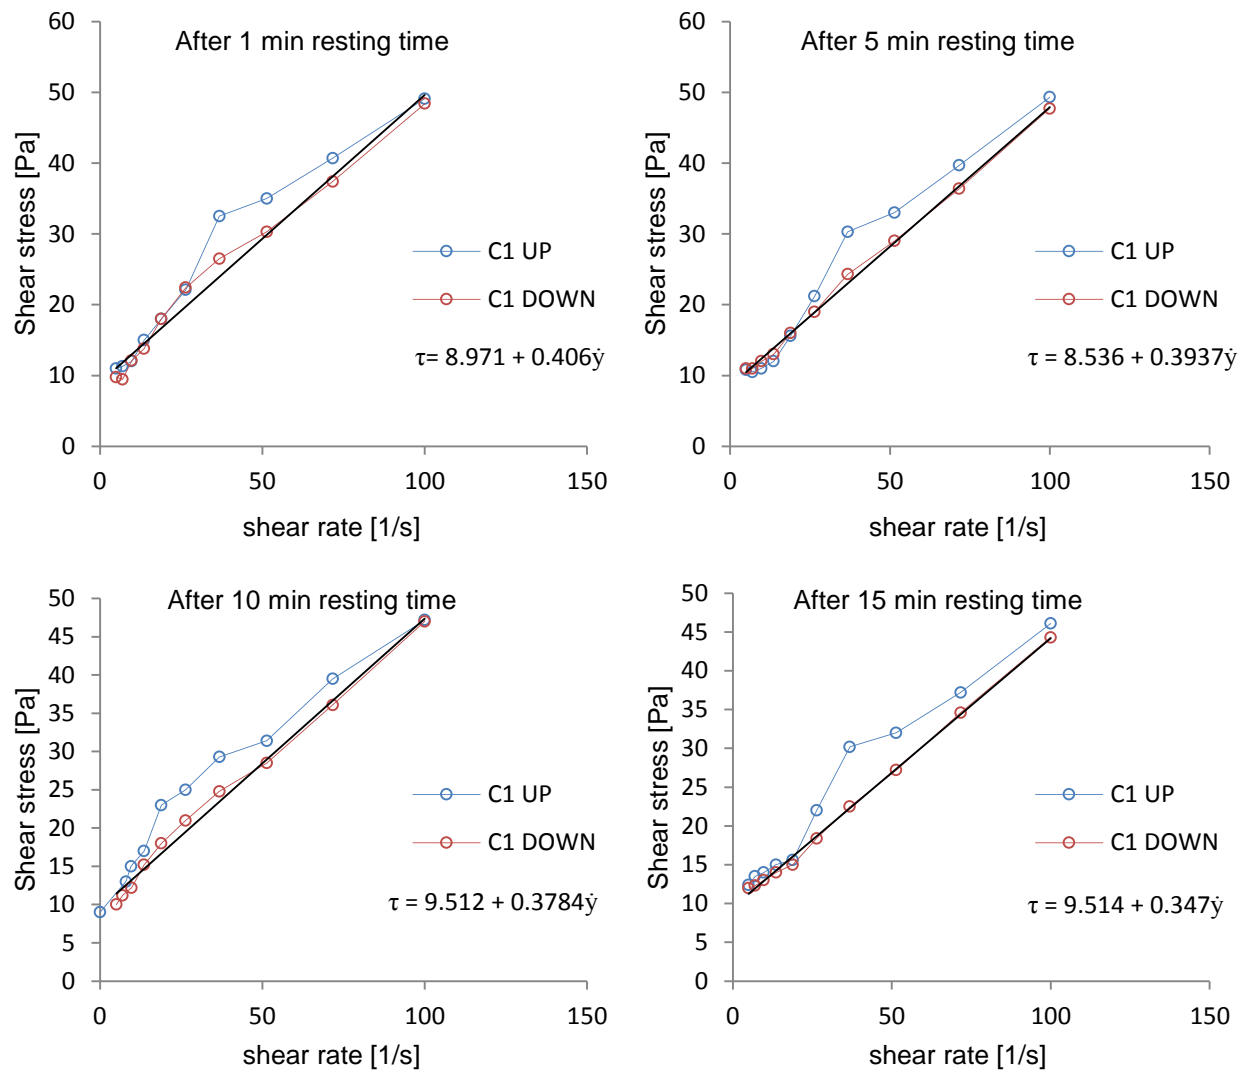 After 1 min resting time
60
50
40
30
20
10
0
Shear stress [Pa]
C1 UP
C1 DOWN
τ= 8.971 + 0.406ẏ
0 50 100 150
shear rate [1/s]
After 5 min resting time
60
50
40
30
20
10
0
Shear stress [Pa]
C1 UP
C1 DOWN
τ = 8.536 + 0.3937ẏ
0 50 100 150
shear rate [1/s]
After 10 min resting time
50
45
40
35
30
25
20
15
10
5
0
Shear stress [Pa]
C1 UP
C1 DOWN
τ = 9.512 + 0.3784ẏ
0 50 100 150
shear rate [1/s]
After 15 min resting time
50
45
40
35
30
25
20
15
10
5
0
Shear stress [Pa]
C1 UP
C1 DOWN
τ = 9.514 + 0.347ẏ
0 50 100 150
shear rate [1/s]